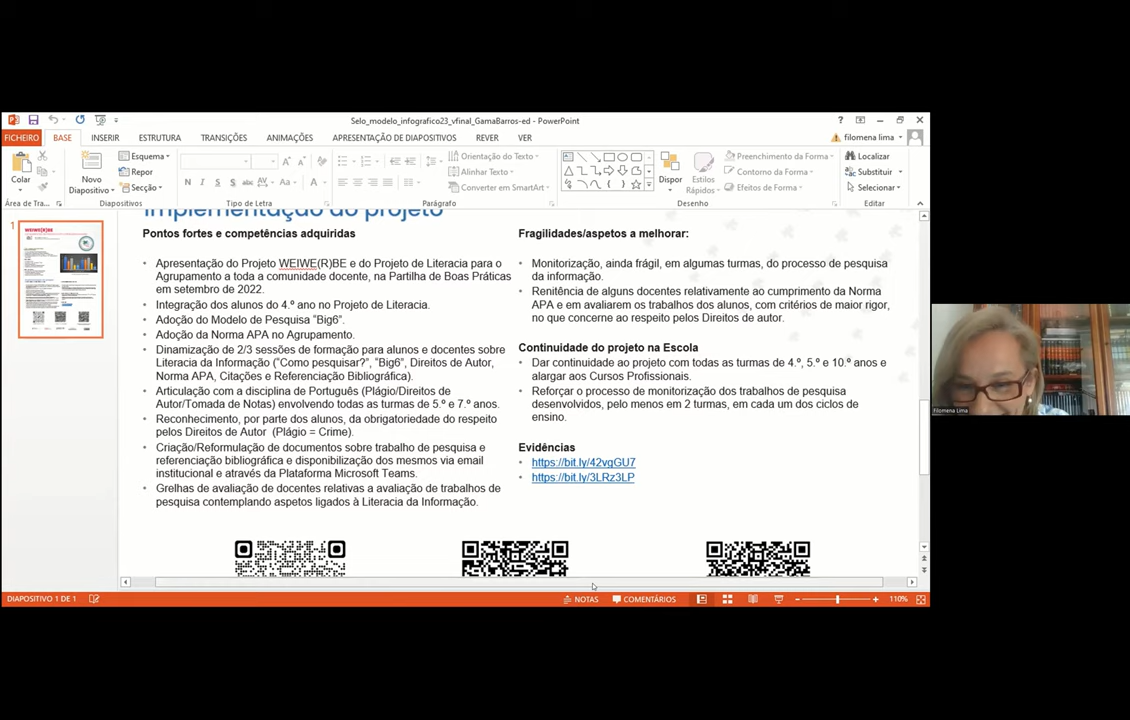 Selo_modelo_infografico23_vfinal_GamaBarros-ed - PowerPoint
FICHEIRO BASE INSERIR ESTRUTURA TRANSIÇÕES ANIMAÇÕES APRESENTAÇÃO DE DIAPOSITIVOS REVER VER filomena lima
Colar
Novo
Diapositivo
Esquema
Repor
Secção
N I S S abc AV Aa A
Orientação do Texto
Alinhar Texto
Converter em SmartArt
Dispor
Estilos
Rápidos
Preenchimento da Forma
Contorno da Forma
Efeitos de Forma
Localizar
Substituir
Selecionar
Área de Tra... Diapositivos Tipo de Letra Parágrafo Desenho Editar
1
Implementação do projeto
Pontos fortes e competências adquiridas
• Apresentação do Projeto WEIWE(R)BE e do Projeto de Literacia para o
Agrupamento a toda a comunidade docente, na Partilha de Boas Práticas
em setembro de 2022.
• Integração dos alunos do 4.º ano no Projeto de Literacia.
• Adoção do Modelo de Pesquisa "Big6".
• Adoção da Norma APA no Agrupamento.
• Dinamização de 2/3 sessões de formação para alunos e docentes sobre
Literacia da Informação ("Como pesquisar?", "Big6", Direitos de Autor,
Norma APA, Citações e Referenciação Bibliográfica).
• Articulação com a disciplina de Português (Plágio/Direitos de
Autor/Tomada de Notas) envolvendo todas as turmas de 5.º e 7.º anos.
• Reconhecimento, por parte dos alunos, da obrigatoriedade do respeito
pelos Direitos de Autor (Plágio = Crime).
• Criação/Reformulação de documentos sobre trabalho de pesquisa e
referenciação bibliográfica e disponibilização dos mesmos via email
institucional e através da Plataforma Microsoft Teams.
• Grelhas de avaliação de docentes relativas a avaliação de trabalhos de
pesquisa contemplando aspetos ligados à Literacia da Informação.
Fragilidades/aspetos a melhorar:
• Monitorização, ainda frágil, em algumas turmas, do processo de pesquisa
da informação.
• Renitência de alguns docentes relativamente ao cumprimento da Norma
APA e em avaliarem os trabalhos dos alunos, com critérios de maior rigor,
no que concerne ao respeito pelos Direitos de autor.
Continuidade do projeto na Escola
• Dar continuidade ao projeto com todas as turmas de 4.º, 5.º e 10.º anos e
alargar aos Cursos Profissionais.
• Reforçar o processo de monitorização dos trabalhos de pesquisa
desenvolvidos, pelo menos em 2 turmas, em cada um dos ciclos de
ensino.
Evidências
• https://bit.ly/42vqGU7
• https://bit.ly/3LRz3LP
Filomena Lima
DIAPOSITIVO 1 DE 1
NOTAS COMENTÁRIOS 110%